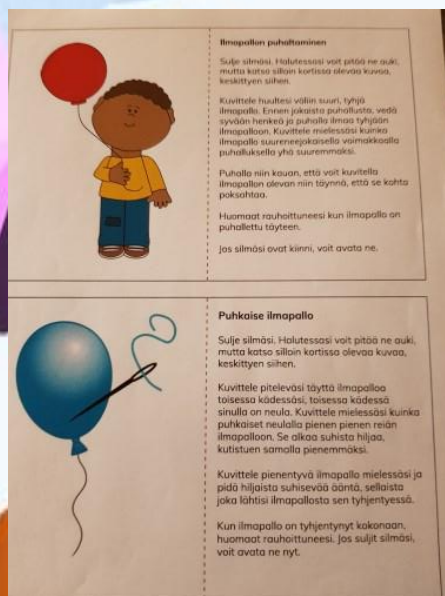 Ilmapallon puhaltaminen
Sulje silmäsi. Halutessasi voit pitää ne auki,
mutta katso silloin kortissa olevaa kuvaa,
keskittyen siihen.
Kuvittele huultesi väliin suuri, tyhjä
ilmapallo. Ennen jokaista puhallusta, vedä
syvään henkeä ja puhalla ilmaa tyhjään
ilmapalloon. Kuvittele mielessäsi kuinka
ilmapallo suureneejokaisella voimakkaalla
puhalluksella yhä suuremmaksi.
Puhalla niin kauan, että voit kuvitella
ilmapallon olevan niin täynnä, että se kohta
poksahtaa.
Huomaat rauhoittuneesi kun ilmapallo on
puhallettu täyteen.
Jos silmäsi ovat kiinni, voit avata ne.
Puhkaise ilmapallo
Sulje silmäsi. Halutessasi voit pitää ne auki,
mutta katso silloin kortissa olevaa kuvaa,
keskittyen siihen.
Kuvittele piteleväsi täyttä ilmapalloa
toisessa kädessäsi, toisessa kädessä
sinulla on neula. Kuvittele mielessäsi kuinka
puhkaiset neulalla pienen pienen reiän
ilmapalloon. Se alkaa suhista hiljaa,
kutistuen samalla pienemmäksi.
Kuvittele pienentyvä ilmapallo mielessäsi ja
pidä hiljaista suhisevaa ääntä, sellaista
joka lähtisi ilmapallosta sen tyhjentyessä.
Kun ilmapallo on tyhjentynyt kokonaan,
huomaat rauhoittuneesi. Jos suljit silmäsi,
voit avata ne nyt.